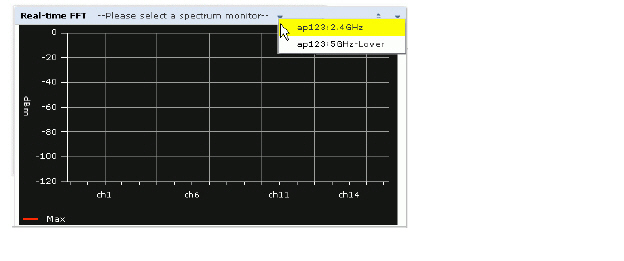 Real-time FFT --Please select a spectrum monitor--
ap123:2.4GHz
ap123:5GHz-Lover
0
-20
-40
-60
-80
-100
-120
dBm
ch1 ch6 ch11 ch14
Max